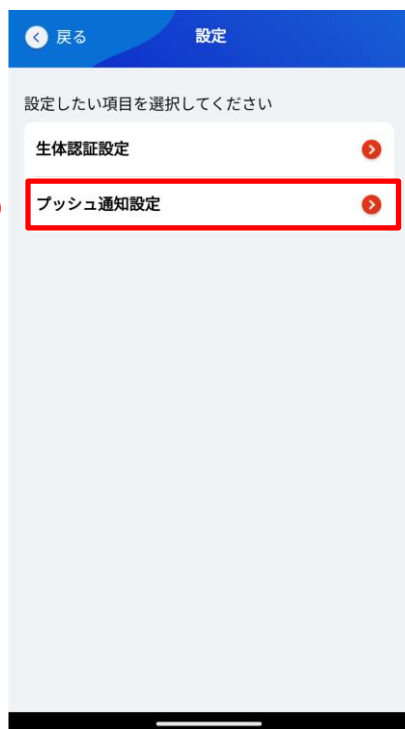 戻る
設定
設定したい項目を選択してください
生体認証設定
プッシュ通知設定